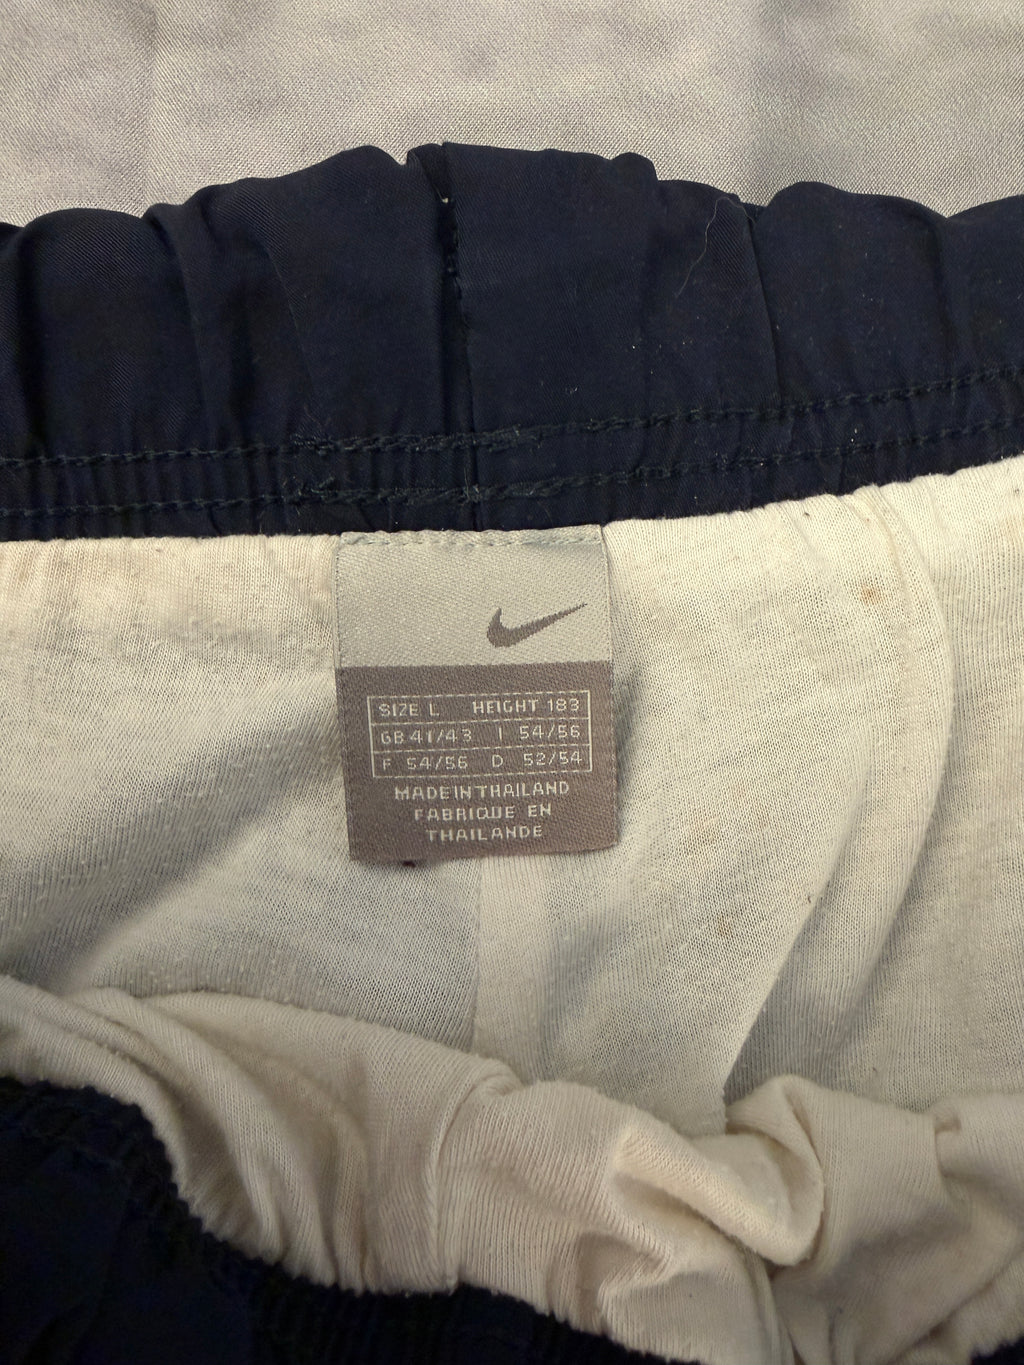 SIZE L HEIGHT 183
GB 41/43 I 54/56
F 54/56 D 52/54
MADE IN THAILAND
FABRIQUE EN
THAILANDE